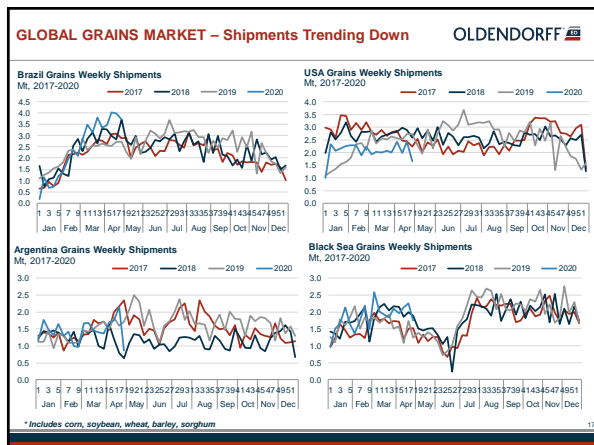 GLOBAL GRAINS MARKET – Shipments Trending Down
OLDENDORFF
EO
Brazil Grains Weekly Shipments
Mt, 2017-2020
2017 2018 2019 2020
4.5
4.0
3.5
3.0
2.5
2.0
1.5
1.0
0.5
0.0
1 3 5 7 9 11131517192123252729313335373941434547495​1
Jan Feb Mar Apr May Jun Jul Aug Sep Oct Nov Dec
USA Grains Weekly Shipments
Mt, 2017-2020
2017 2018 2019 2020
4.0
3.5
3.0
2.5
2.0
1.5
1.0
0.5
0.0
1 3 5 7 9 111315171921232527293133353739414345474951
Jan Feb Mar Apr May Jun Jul Aug Sep Oct Nov Dec
Argentina Grains Weekly Shipments
Mt, 2017-2020
2017 2018 2019 2020
3.0
2.5
2.0
1.5
1.0
0.5
0.0
1 3 5 7 9 111315171921232527293133353739414345474951
Jan Feb Mar Apr May Jun Jul Aug Sep Oct Nov Dec
Black Sea Grains Weekly Shipments
Mt, 2017-2020
2017 2018 2019 2020
3.0
2.5
2.0
1.5
1.0
0.5
0.0
1 3 5 7 9 111315171921232527293133353739414345474951
Jan Feb Mar Apr May Jun Jul Aug Sep Oct Nov Dec
* Includes corn, soybean, wheat, barley, sorghum
17